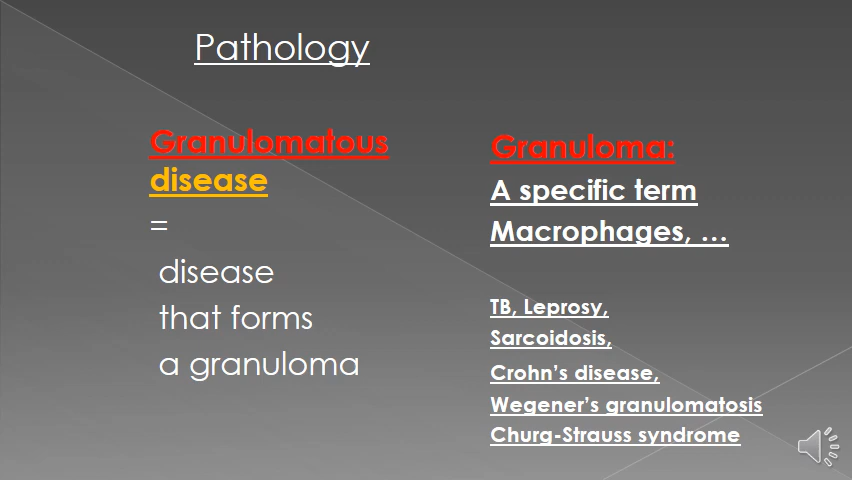 Pathology
Granulomatous
disease
=
disease
that forms
a granuloma
Granuloma:
A specific term
Macrophages, …
TB, Leprosy,
Sarcoidosis,
Crohn’s disease,
Wegener’s granulomatosis
Churg-Strauss syndrome